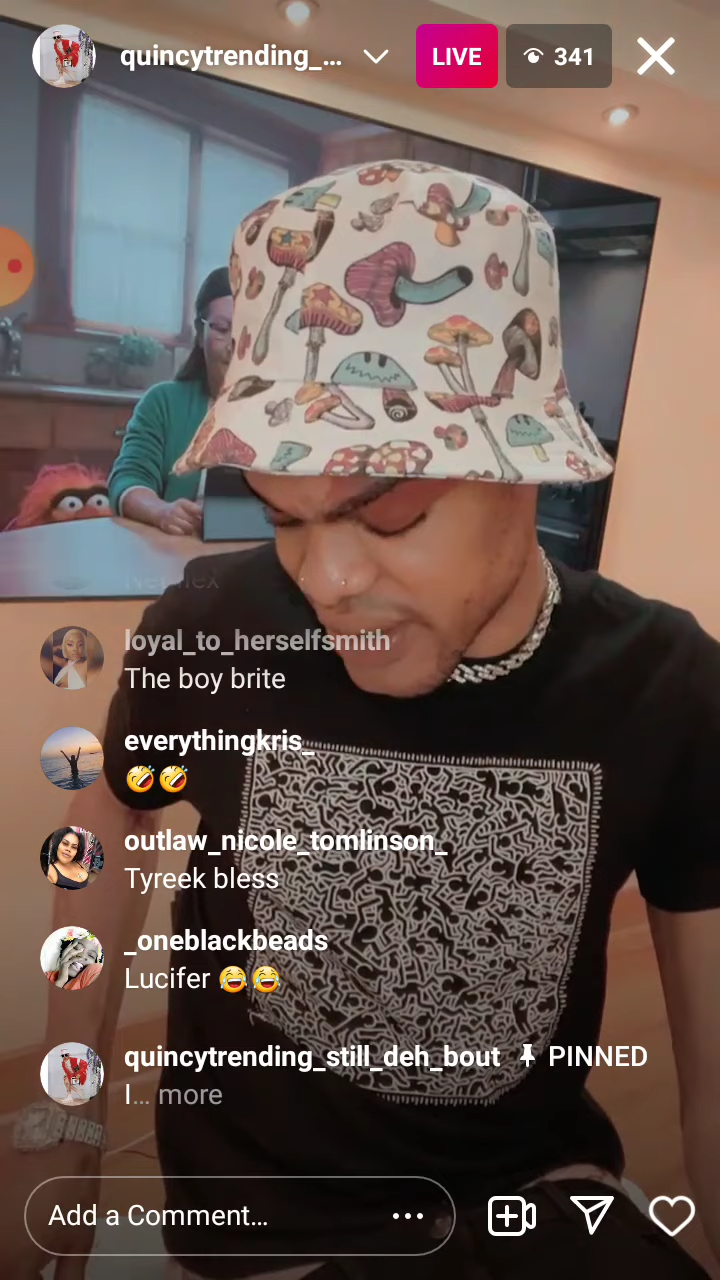 quincytrending_... LIVE 341
loyal_to_herselfsmith
The boy brite
everythingkris_
🤣🤣
outlaw_nicole_tomlinson_
Tyreek bless
_oneblackbeads
Lucifer 😂😂
quincytrending_still_deh_bout PINNED
I... more
Add a Comment...